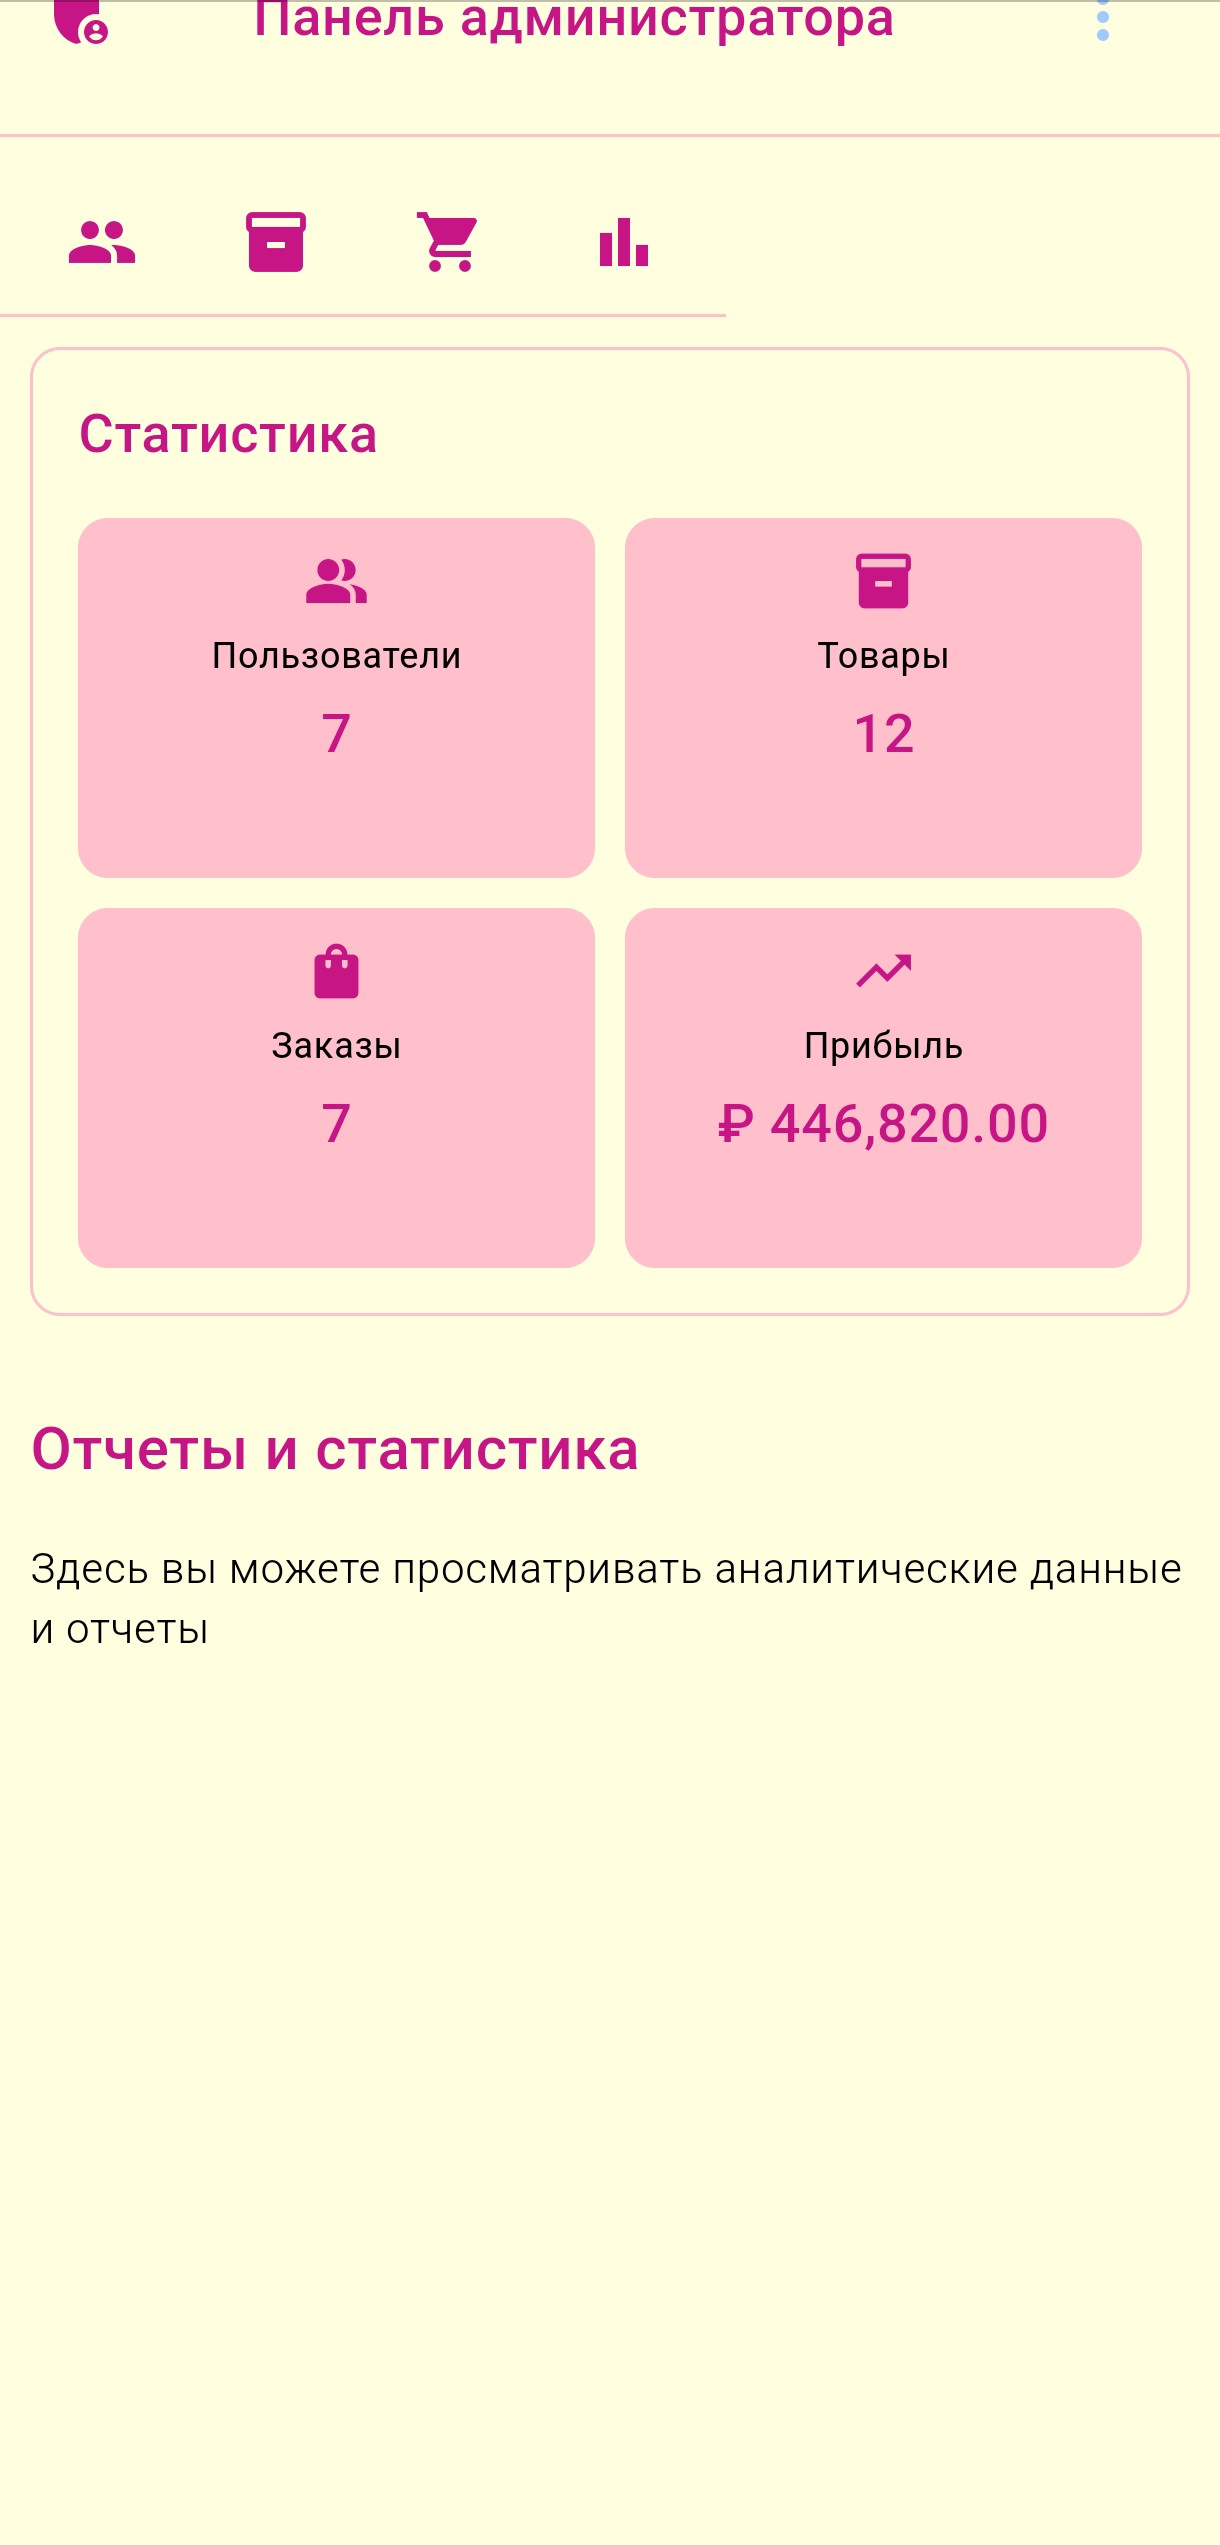 Панель администратора
Статистика
Пользователи
7
Товары
12
Заказы
7
Прибыль
₽ 446,820.00
Отчеты и статистика
Здесь вы можете просматривать аналитические данные
и отчеты